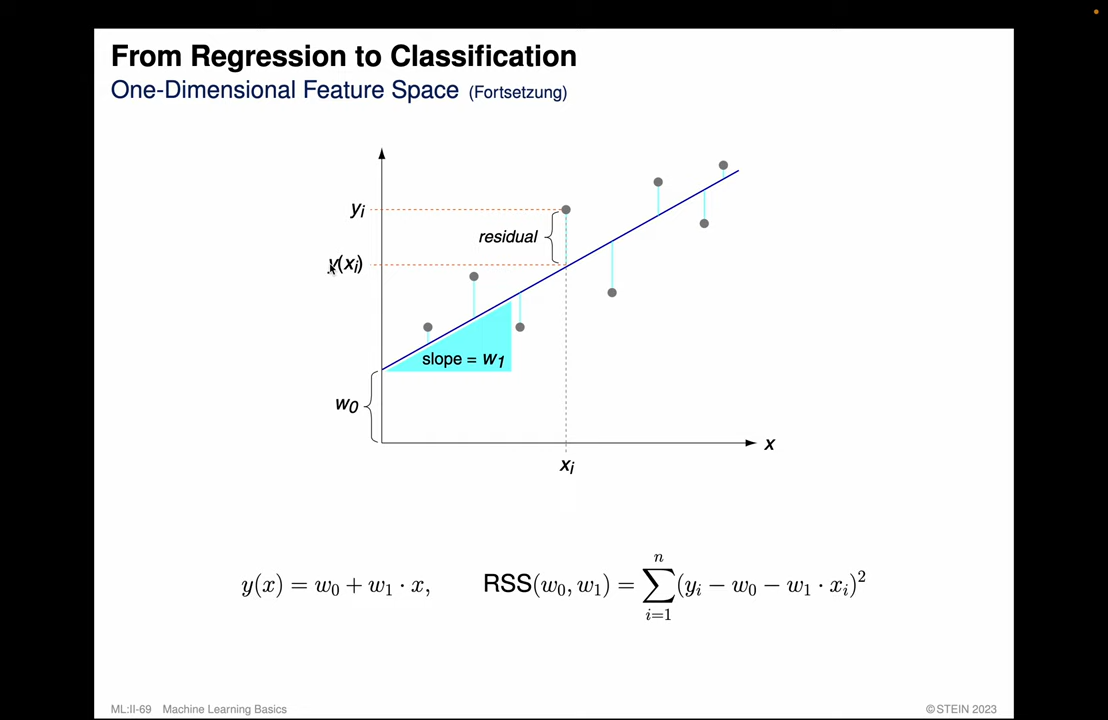 From Regression to Classification
One-Dimensional Feature Space (Fortsetzung)
yi
residual
y(xi)
slope = w1
w0
x
xi
y(x) = w0 + w1 · x, RSS(w0, w1) = ∑ i=1 n (yi − w0 − w1 · xi)²
ML:II-69 Machine Learning Basics
© STEIN 2023